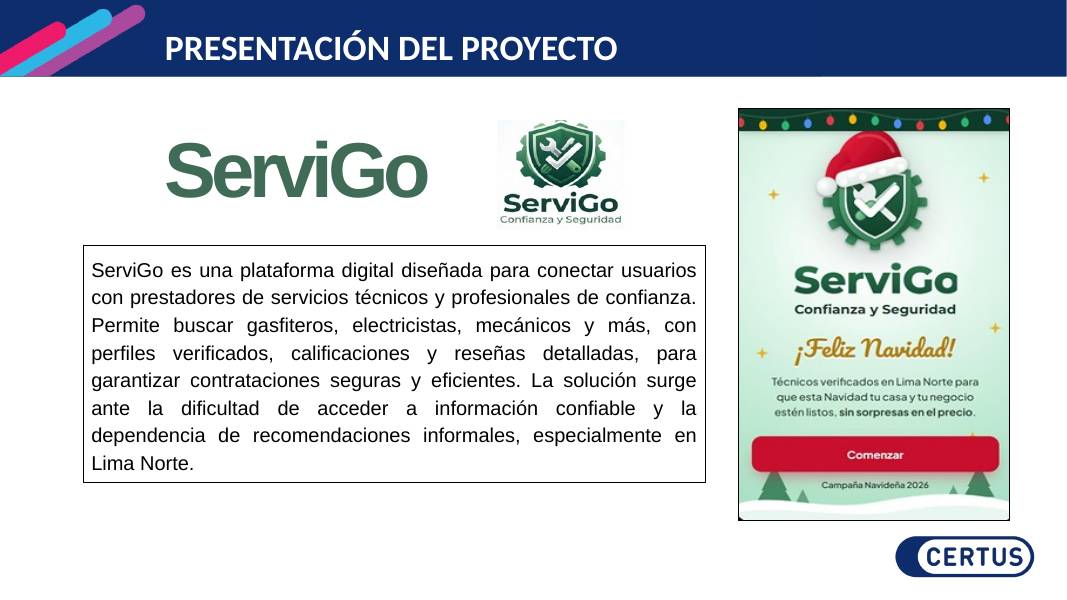 PRESENTACIÓN DEL PROYECTO
ServiGo
ServiGo
Confianza y Seguridad
ServiGo es una plataforma digital diseñada para conectar usuarios
con prestadores de servicios técnicos y profesionales de confianza.
Permite buscar gasfiteros, electricistas, mecánicos y más, con
perfiles verificados, calificaciones y reseñas detalladas, para
garantizar contrataciones seguras y eficientes. La solución surge
ante la dificultad de acceder a información confiable y la
dependencia de recomendaciones informales, especialmente en
Lima Norte.
ServiGo
Confianza y Seguridad
¡Feliz Navidad!
Técnicos verificados en Lima Norte para
que esta Navidad tu casa y tu negocio
estén listos, sin sorpresas en el precio.
Comenzar
Campaña Navideña 2026
CERTUS